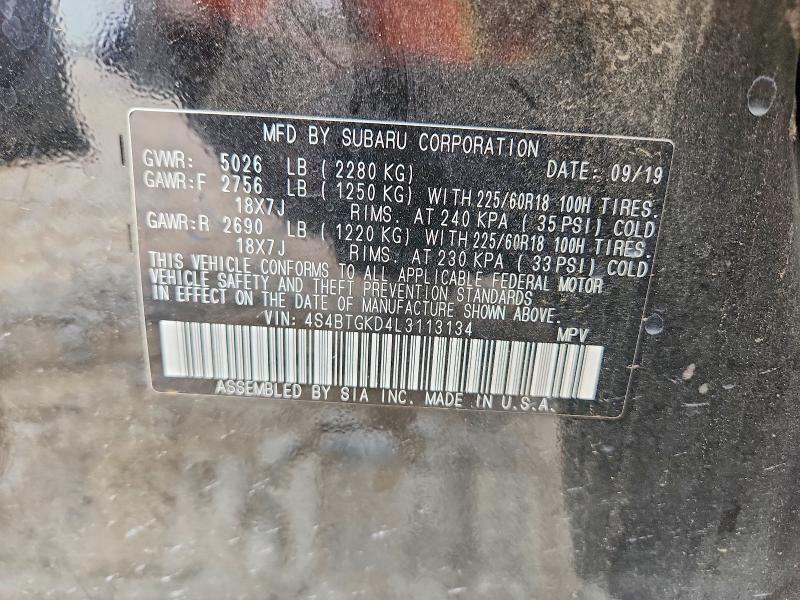 MFD BY SUBARU CORPORATION
GVWR: 5026 LB ( 2280 KG) DATE: 09/19
GAWR:F 2756 LB ( 1250 KG) WITH 225/60R18 100H TIRES.
18X7J RIMS. AT 240 KPA ( 35 PSI) COLD
GAWR:R 2690 LB ( 1220 KG) WITH 225/60R18 100H TIRES.
18X7J RIMS. AT 230 KPA ( 33 PSI) COLD
THIS VEHICLE CONFORMS TO ALL APPLICABLE FEDERAL MOTOR
VEHICLE SAFETY AND THEFT PREVENTION STANDARDS
IN EFFECT ON THE DATE OF MANUFACTURE SHOWN ABOVE.
VIN: 4S4BTGKD4L3113134 MPV
ASSEMBLED BY SIA INC. MADE IN U.S.A.